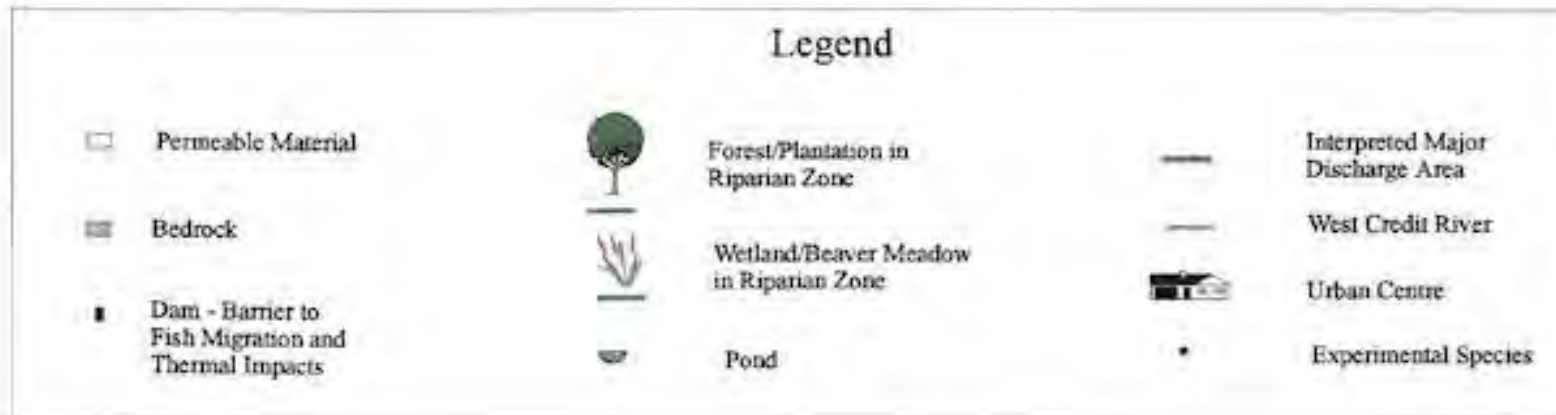 Legend
Permeable Material
Bedrock
Dam - Barrier to
Fish Migration and
Thermal Impacts
Forest/Plantation in
Riparian Zone
Wetland/Beaver Meadow
in Riparian Zone
Pond
Interpreted Major
Discharge Area
West Credit River
Urban Centre
Experimental Species